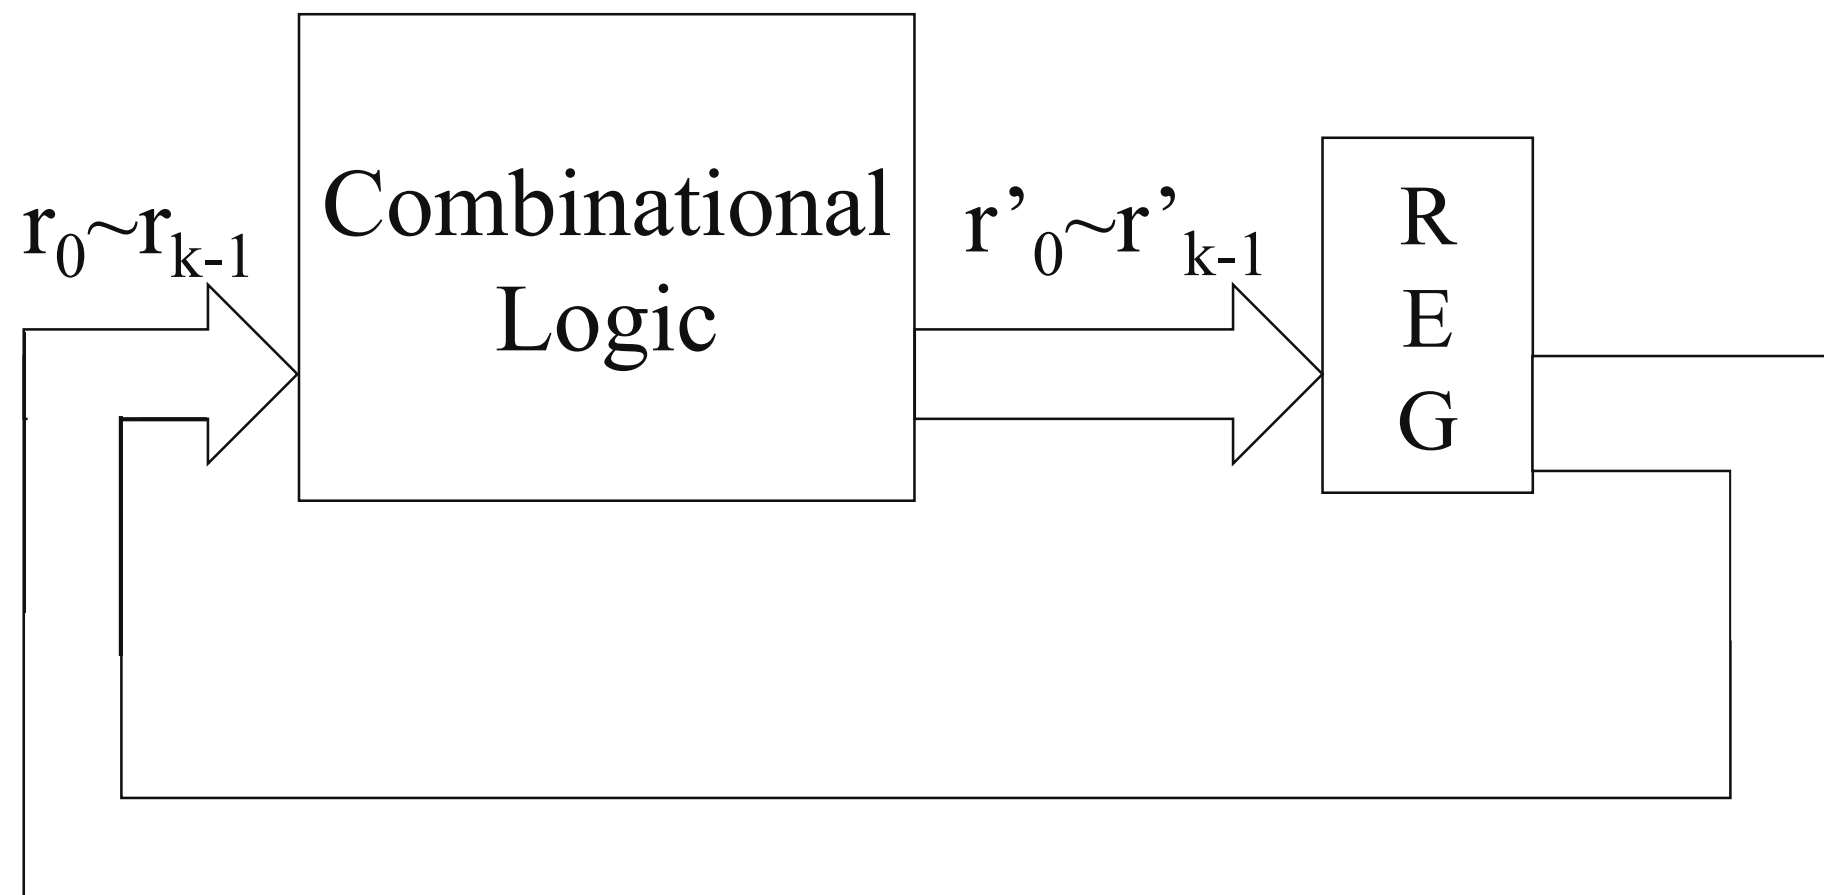 r0~rk-1
Combinational
Logic
r’0~r’k-1
R
E
G